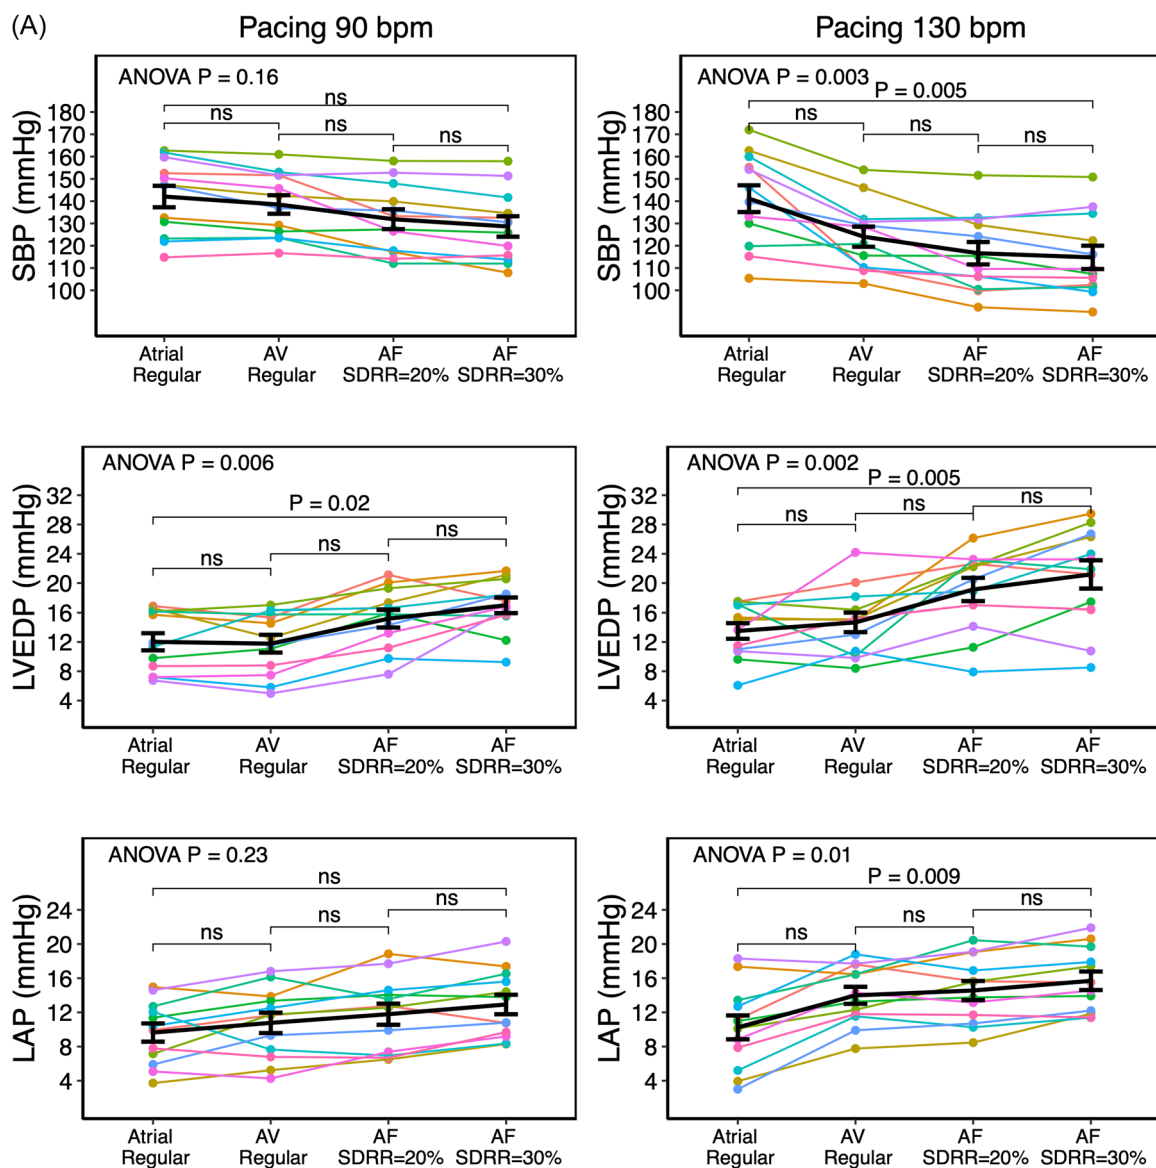 (A)
Pacing 90 bpm
Pacing 130 bpm
ANOVA P = 0.16
ns
ns
ns
ns
SBP (mmHg)
180
170
160
150
140
130
120
110
100
Atrial Regular
AV Regular
AF SDRR=20%
AF SDRR=30%
ANOVA P = 0.003
P = 0.005
ns
ns
ns
SBP (mmHg)
180
170
160
150
140
130
120
110
100
Atrial Regular
AV Regular
AF SDRR=20%
AF SDRR=30%
ANOVA P = 0.006
P = 0.02
ns
ns
ns
LVEDP (mmHg)
32
28
24
20
16
12
8
4
Atrial Regular
AV Regular
AF SDRR=20%
AF SDRR=30%
ANOVA P = 0.002
P = 0.005
ns
ns
ns
LVEDP (mmHg)
32
28
24
20
16
12
8
4
Atrial Regular
AV Regular
AF SDRR=20%
AF SDRR=30%
ANOVA P = 0.23
ns
ns
ns
ns
LAP (mmHg)
24
20
16
12
8
4
Atrial Regular
AV Regular
AF SDRR=20%
AF SDRR=30%
ANOVA P = 0.01
P = 0.009
ns
ns
ns
LAP (mmHg)
24
20
16
12
8
4
Atrial Regular
AV Regular
AF SDRR=20%
AF SDRR=30%